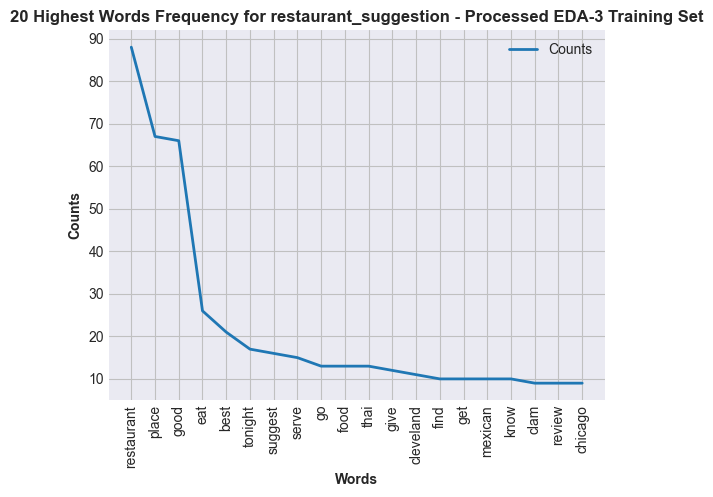 20 Highest Words Frequency for restaurant_suggestion - Processed EDA-3 Training Set
Counts
90
80
70
60
50
40
30
20
10
Counts
restaurant
place
good
eat
best
tonight
suggest
serve
go
food
thai
give
cleveland
find
get
mexican
know
clam
review
chicago
Words